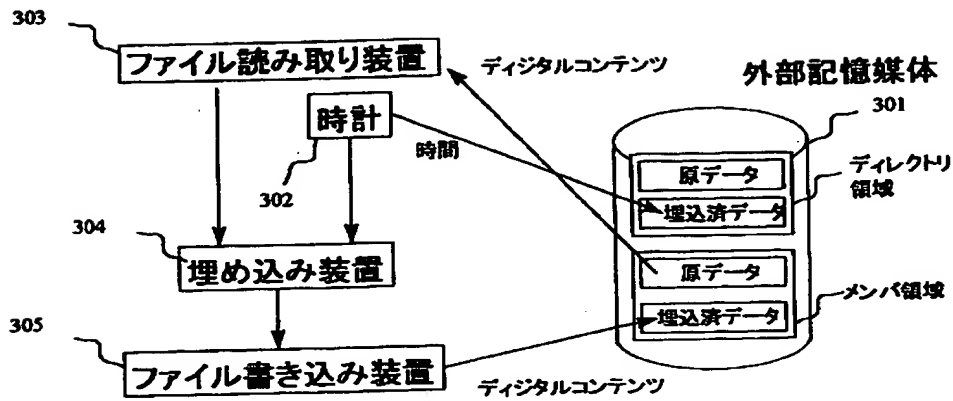 303
ファイル読み取り装置
ディジタルコンテンツ
外部記憶媒体
301
時計
時間
302
原データ
埋込済データ
ディレクトリ
領域
304
埋め込み装置
原データ
埋込済データ
メンバ領域
305
ファイル書き込み装置
ディジタルコンテンツ